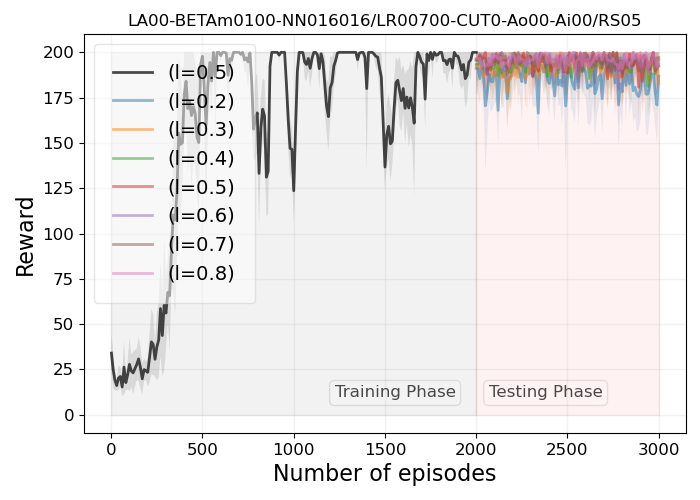 LA00-BETAm0100-NN016016/LR00700-CUT0-Ao00-Ai00/RS05
Reward
200
175
150
125
100
75
50
25
0
(l=0.5)
(l=0.2)
(l=0.3)
(l=0.4)
(l=0.5)
(l=0.6)
(l=0.7)
(l=0.8)
Training Phase
Testing Phase
0
500
1000
1500
2000
2500
3000
Number of episodes